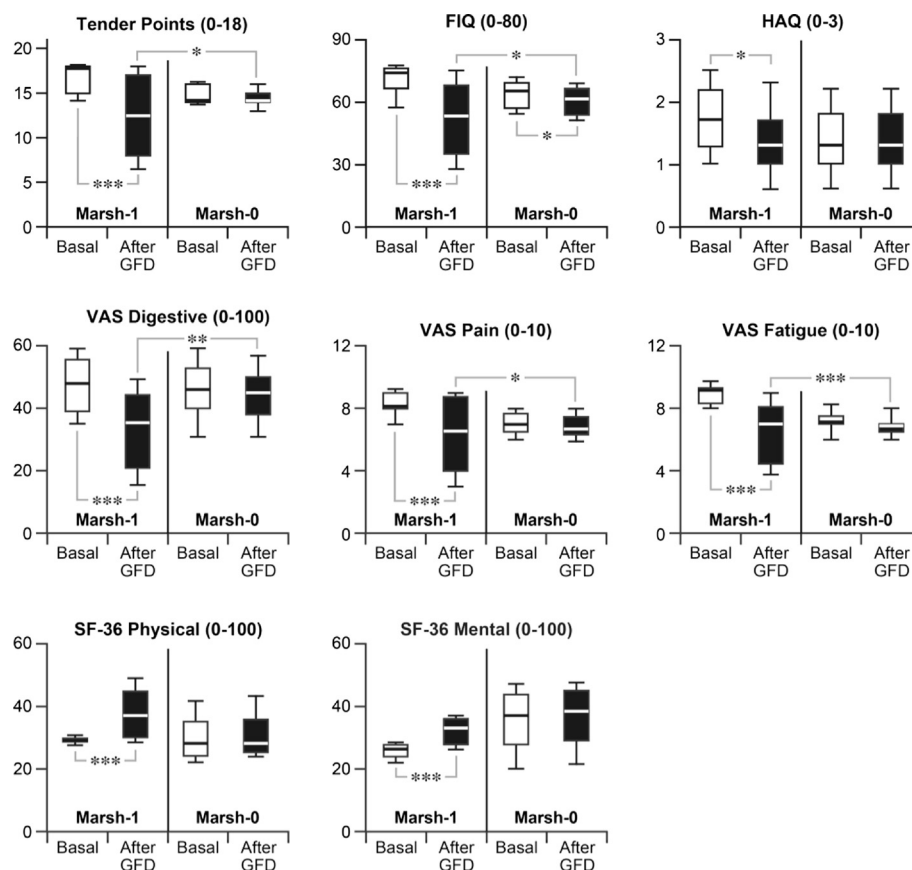 Tender Points (0-18)
20
15
10
5
0
*
***
Marsh-1
Marsh-0
Basal
After
GFD
Basal
After
GFD
FIQ (0-80)
90
60
30
0
*
*
***
Marsh-1
Marsh-0
Basal
After
GFD
Basal
After
GFD
HAQ (0-3)
3
2
1
0
*
Marsh-1
Marsh-0
Basal
After
GFD
Basal
After
GFD
VAS Digestive (0-100)
60
40
20
0
**
***
Marsh-1
Marsh-0
Basal
After
GFD
Basal
After
GFD
VAS Pain (0-10)
12
8
4
0
*
***
Marsh-1
Marsh-0
Basal
After
GFD
Basal
After
GFD
VAS Fatigue (0-10)
12
8
4
0
***
***
Marsh-1
Marsh-0
Basal
After
GFD
Basal
After
GFD
SF-36 Physical (0-100)
60
40
20
0
***
Marsh-1
Marsh-0
Basal
After
GFD
Basal
After
GFD
SF-36 Mental (0-100)
60
40
20
0
***
Marsh-1
Marsh-0
Basal
After
GFD
Basal
After
GFD